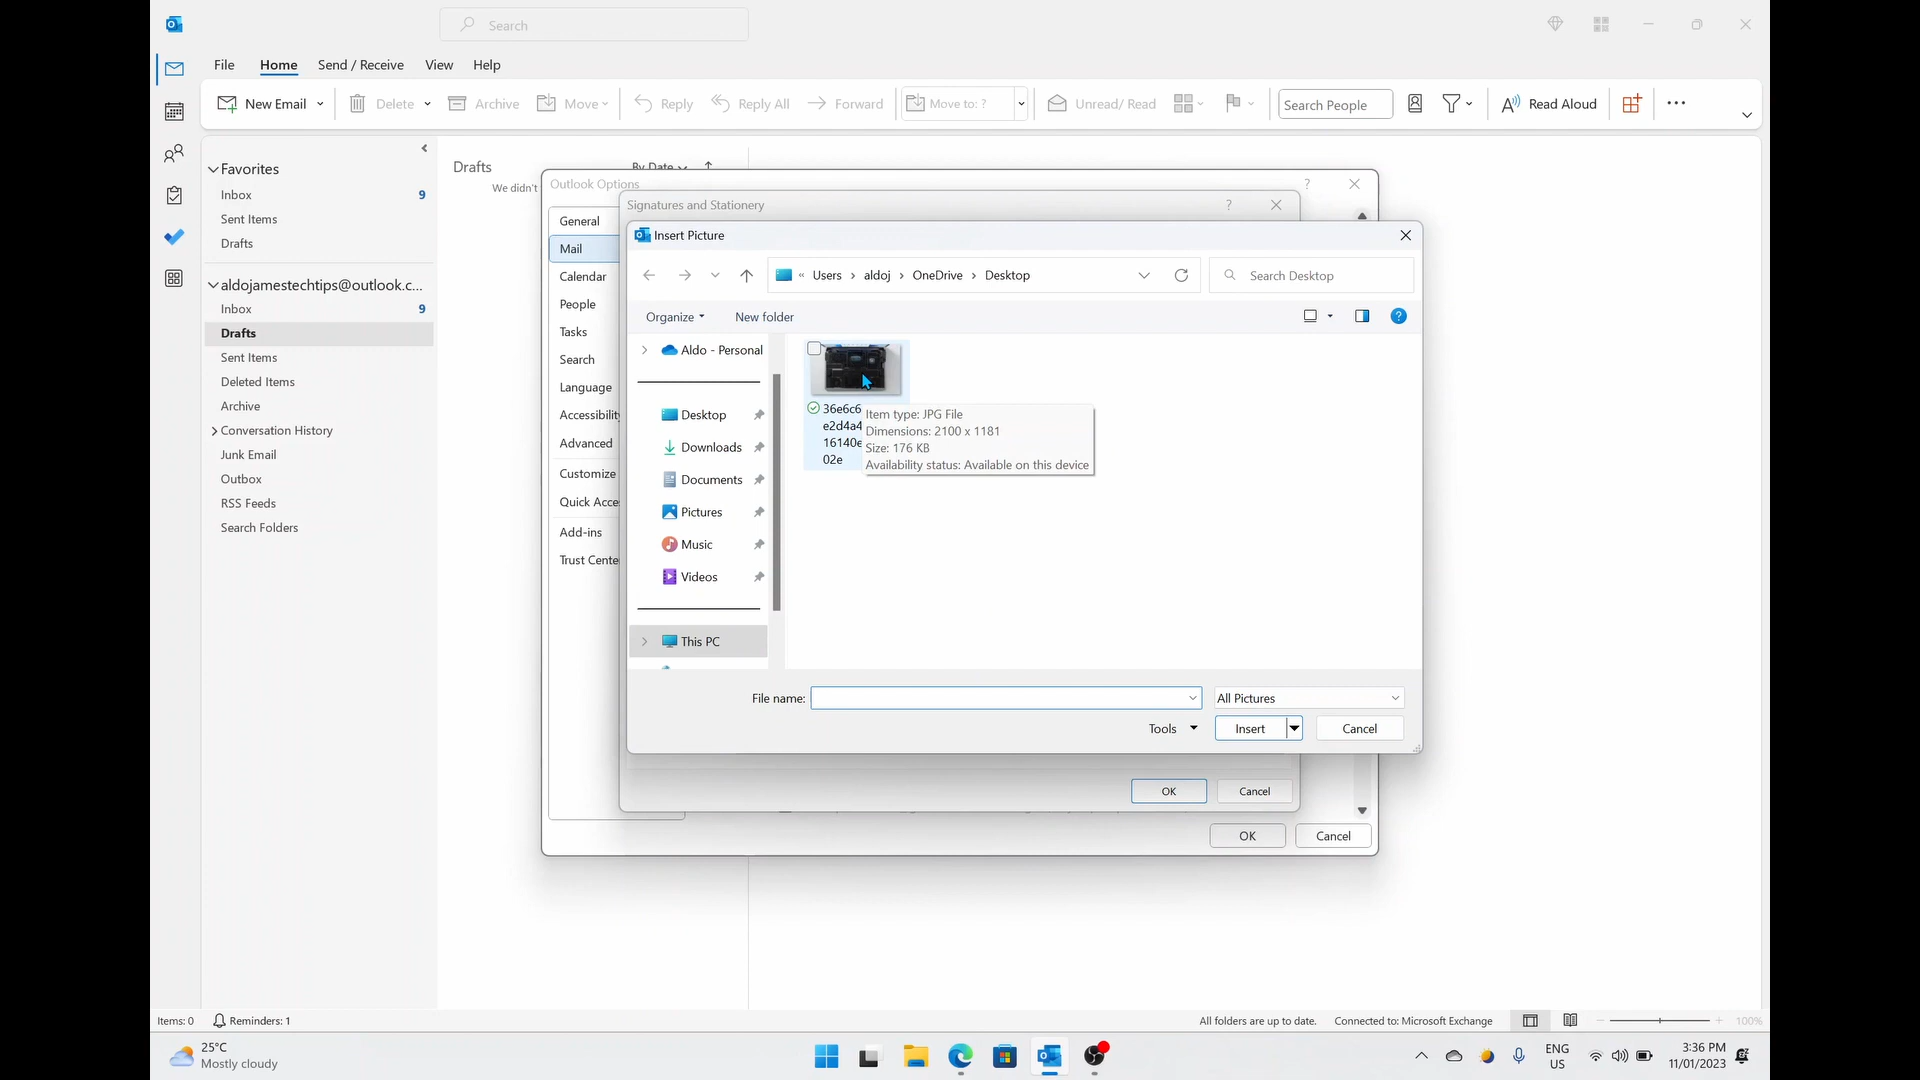 Search
File Home Send / Receive View Help
New Email Delete Archive Move Reply Reply All Forward Move to: ? Unread/ Read Search People Read Aloud
Favorites
Inbox 9
Sent Items
Drafts
aldojamestechtips@outlook.c...
Inbox 9
Drafts
Sent Items
Deleted Items
Archive
Conversation History
Junk Email
Outbox
RSS Feeds
Search Folders
Drafts By Date
We didn't
Outlook Options ?
General
Mail
Calendar
People
Tasks
Search
Language
Accessibility
Advanced
Customize
Quick Acce
Add-ins
Trust Cente
Signatures and Stationery ?
Insert Picture
« Users > aldoj > OneDrive > Desktop
Search Desktop
Organize New folder ?
Aldo - Personal
Desktop
Downloads
Documents
Pictures
Music
Videos
This PC
36e6c6
e2d4a4
16140e
02e
Item type: JPG File
Dimensions: 2100 x 1181
Size: 176 KB
Availability status: Available on this device
File name: All Pictures
Tools Insert Cancel
OK Cancel
OK Cancel
Items: 0 Reminders: 1 All folders are up to date. Connected to: Microsoft Exchange 100%
25°C
Mostly cloudy
ENG
US
3:36 PM
11/01/2023